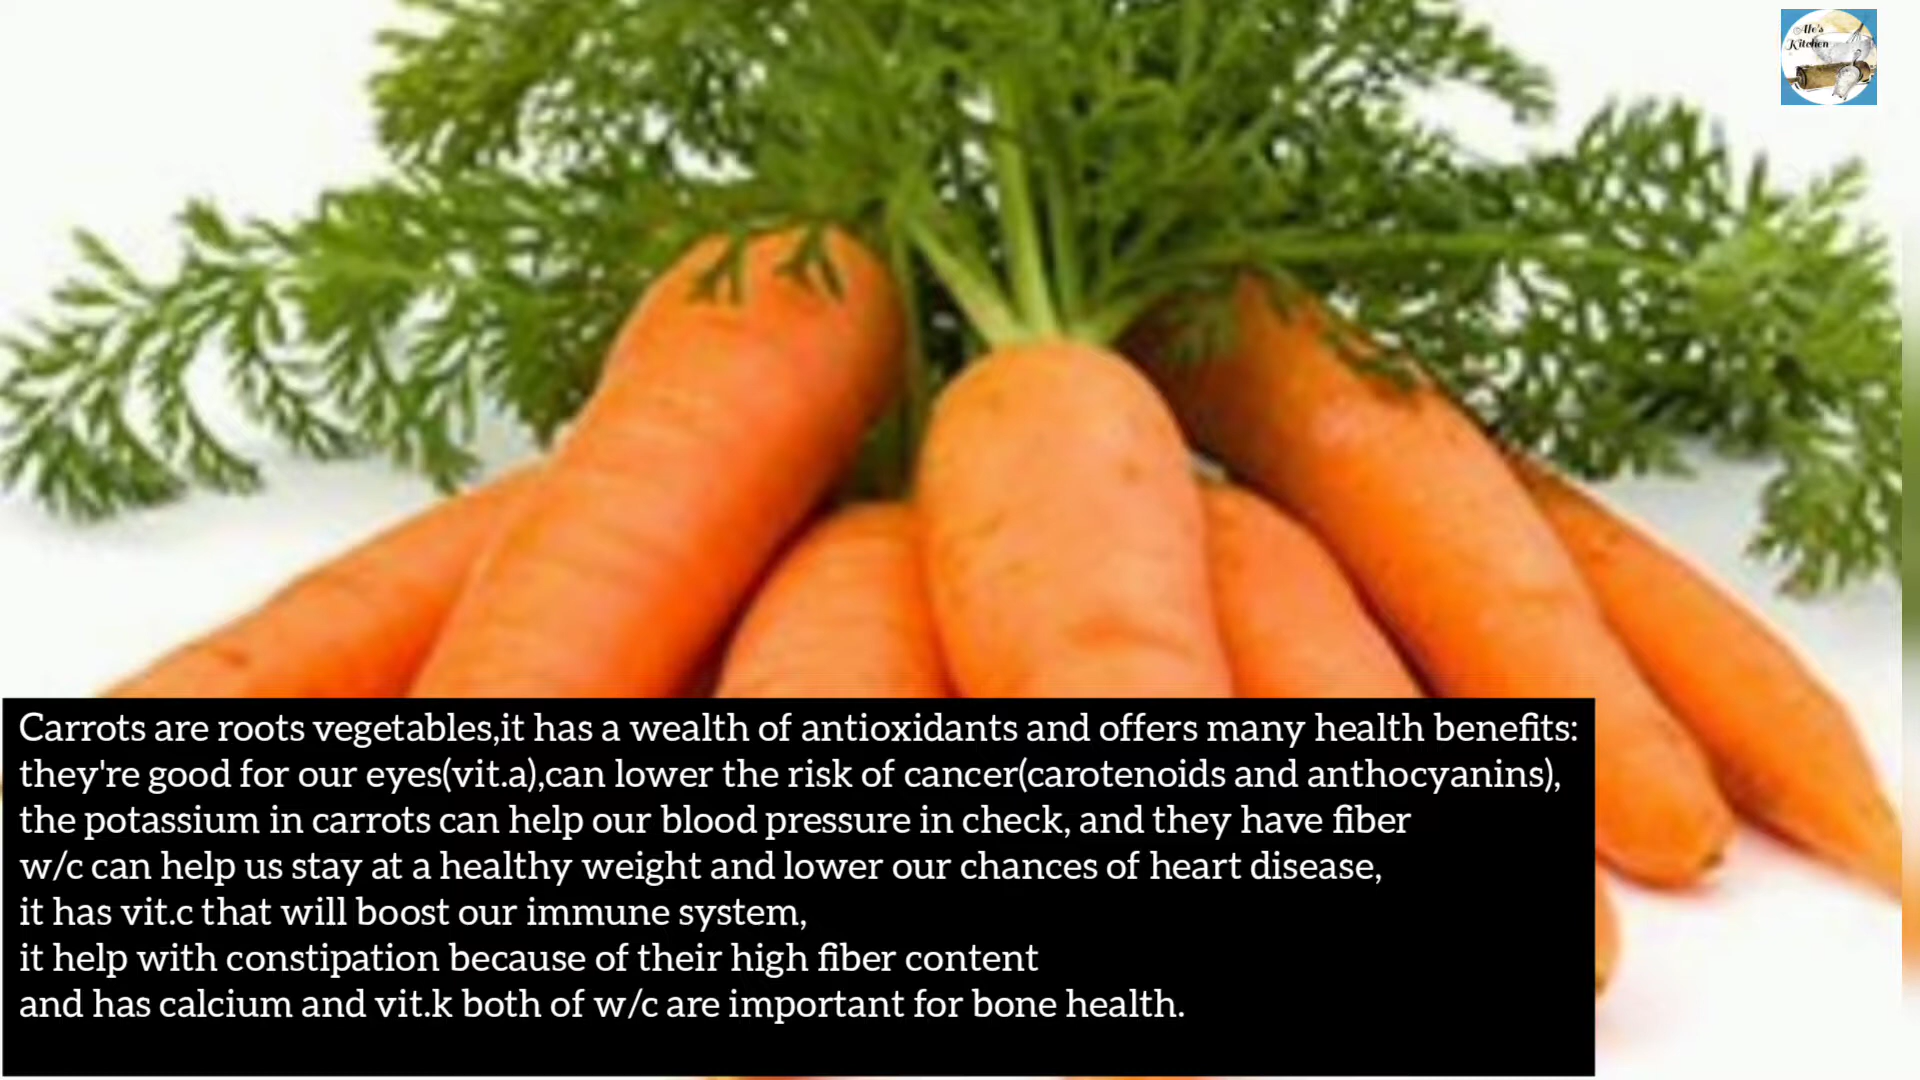 Ate's
Kitchen
Carrots are roots vegetables,it has a wealth of antioxidants and offers many health benefits:
they're good for our eyes(vit.a),can lower the risk of cancer(carotenoids and anthocyanins),
the potassium in carrots can help our blood pressure in check, and they have fiber
w/c can help us stay at a healthy weight and lower our chances of heart disease,
it has vit.c that will boost our immune system,
it help with constipation because of their high fiber content
and has calcium and vit.k both of w/c are important for bone health.